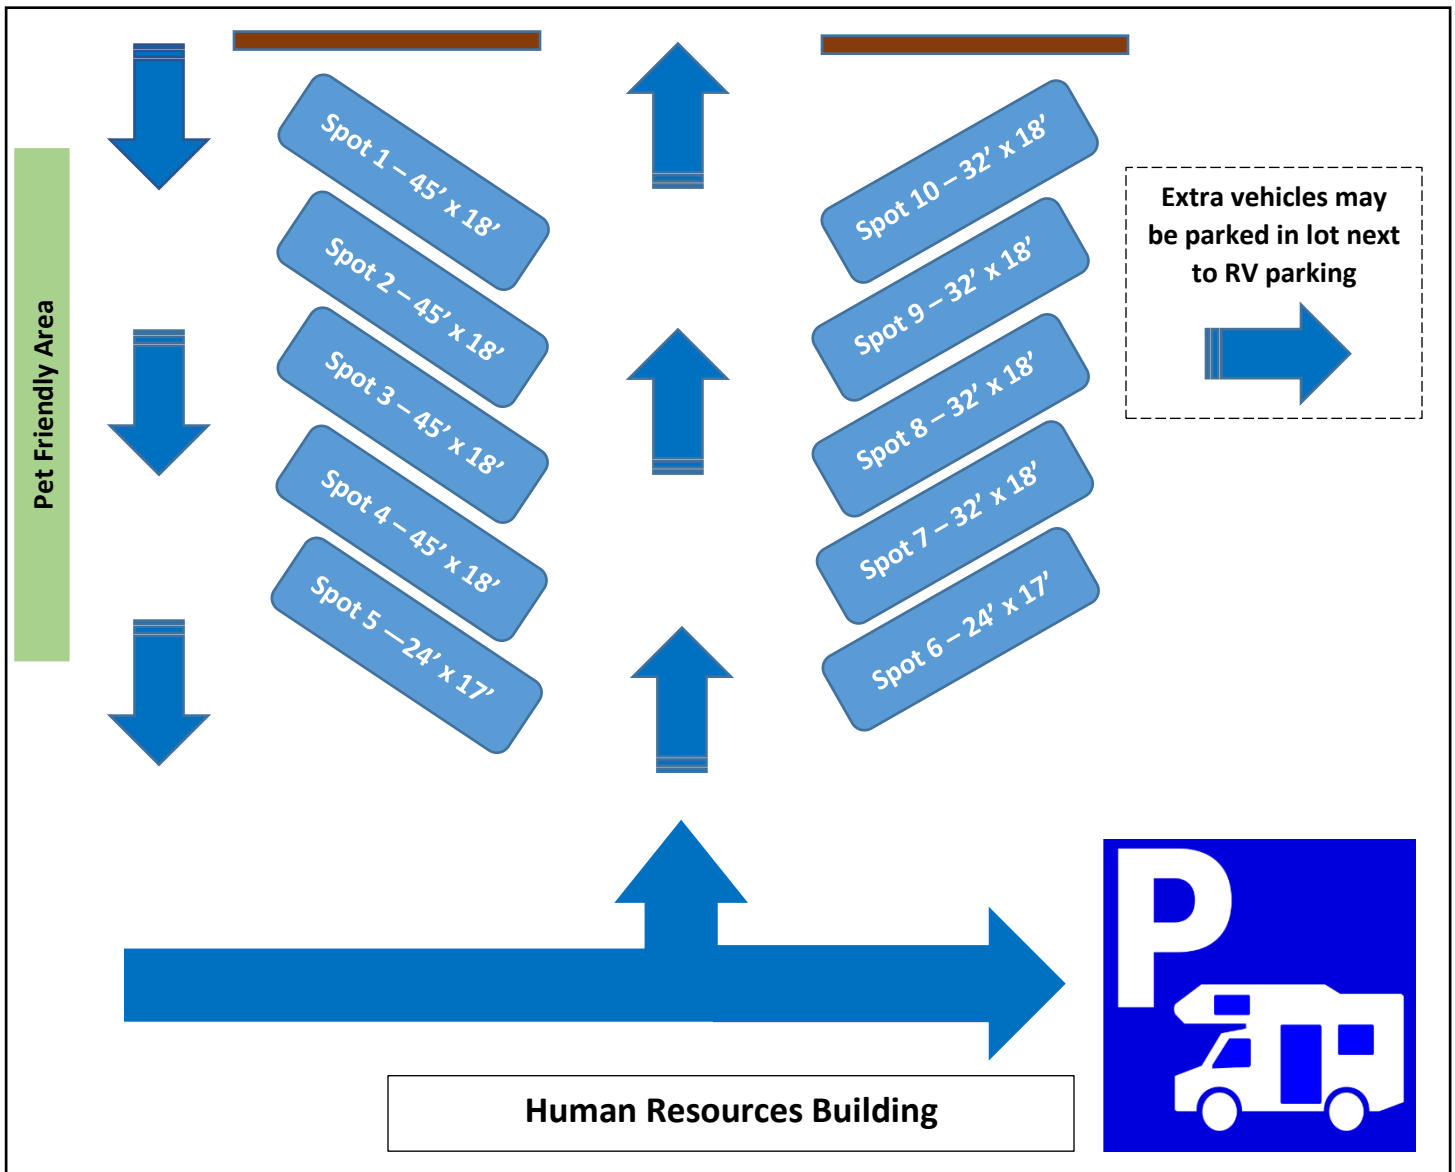 Spot 1 – 45’ x 18’
Spot 2 – 45’ x 18’
Spot 3 – 45’ x 18’
Spot 4 – 45’ x 18’
Spot 5 —24’ x 17’
Spot 10 – 32’ x 18’
Spot 9 – 32’ x 18’
Spot 8 – 32’ x 18’
Spot 7 – 32’ x 18’
Spot 6 – 24’ x 17’
Pet Friendly Area
Extra vehicles may
be parked in lot next
to RV parking
P
Human Resources Building